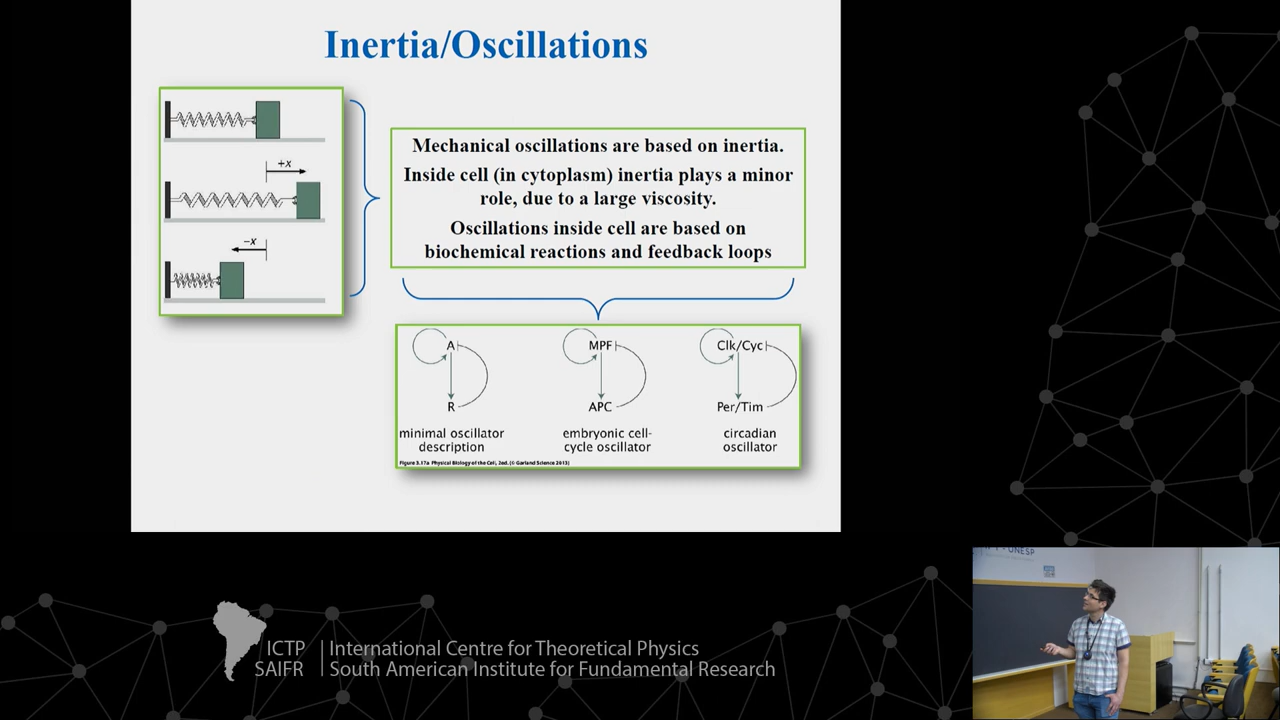 Inertia/Oscillations
+x
−x
Mechanical oscillations are based on inertia.
Inside cell (in cytoplasm) inertia plays a minor
role, due to a large viscosity.
Oscillations inside cell are based on
biochemical reactions and feedback loops
A
R
minimal oscillator
description
MPF
APC
embryonic cell-
cycle oscillator
Clk/Cyc
Per/Tim
circadian
oscillator
Figure 3.17a Physical Biology of the Cell, 2ed. (© Garland Science 2013)
UNESP
ICTP
SAIFR
International Centre for Theoretical Physics
South American Institute for Fundamental Research